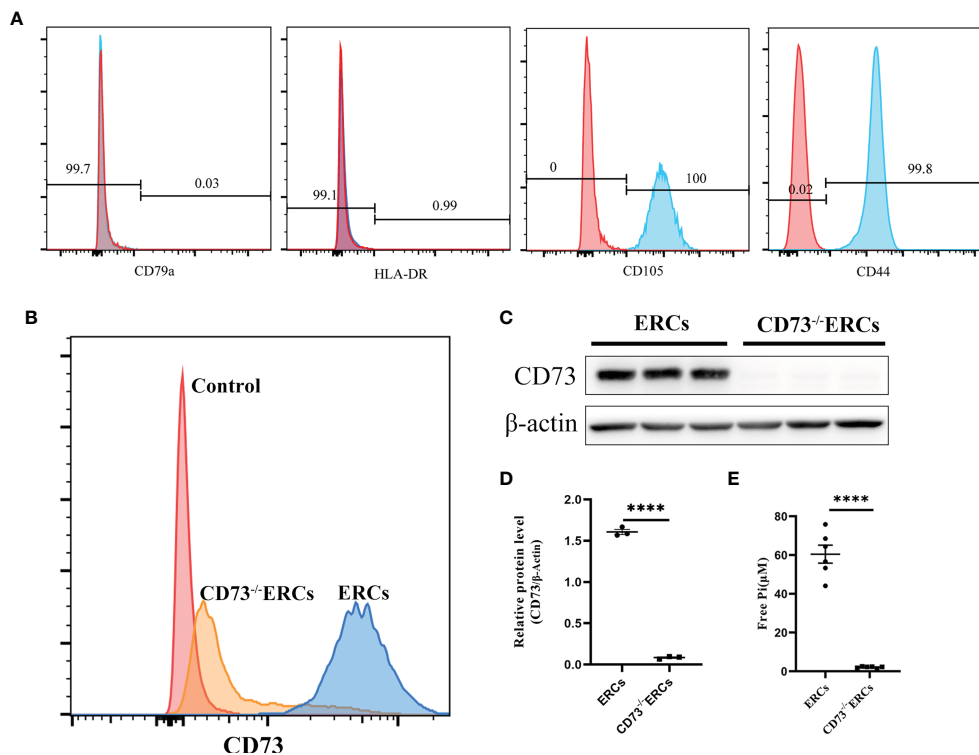 A
99.7
0.03
CD79a
99.1
0.99
HLA-DR
0
100
CD105
0.02
99.8
CD44
B
Control
CD73-/-ERCs
ERCs
CD73
C
ERCs
CD73-/-ERCs
CD73
β-actin
D
Relative protein level
(CD73/β-Actin)
2.0
1.5
1.0
0.5
0.0
****
ERCs
CD73-/-ERCs
E
Free Pi(μM)
80
60
40
20
0
****
ERCs
CD73-/-ERCs